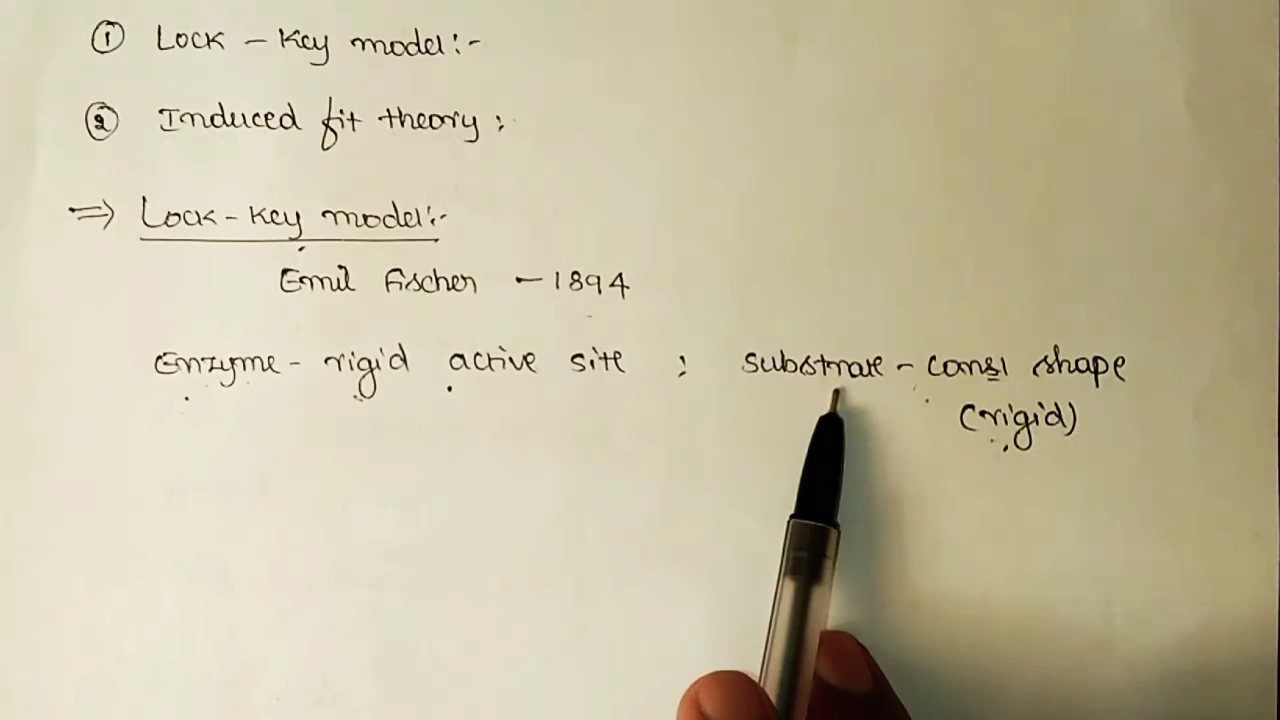 ① Lock - Key model:-
② Induced fit theory :
⇒ Lock - Key model:-
Emil Fischer - 1894
Enzyme - rigid active site ; substrate - shape
(rigid)